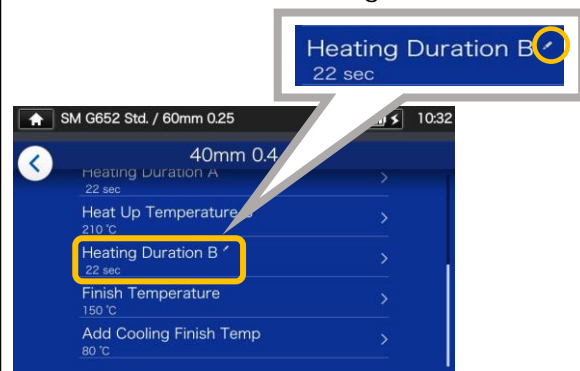 Heating Duration B
22 sec
SM G652 Std. / 60mm 0.25
10:32
40mm 0.4
Heating Duration A
22 sec
Heat Up Temperature
210 ℃
Heating Duration B
22 sec
Finish Temperature
150 ℃
Add Cooling Finish Temp
80 ℃